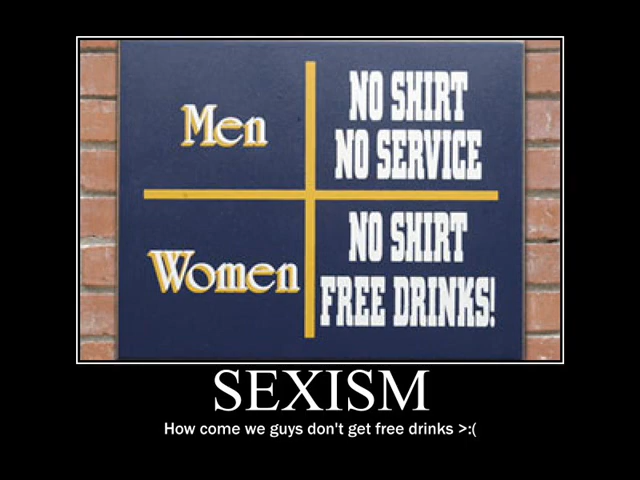 Men
NO SHIRT
NO SERVICE
Women
NO SHIRT
FREE DRINKS!
SEXISM
How come we guys don't get free drinks >:(